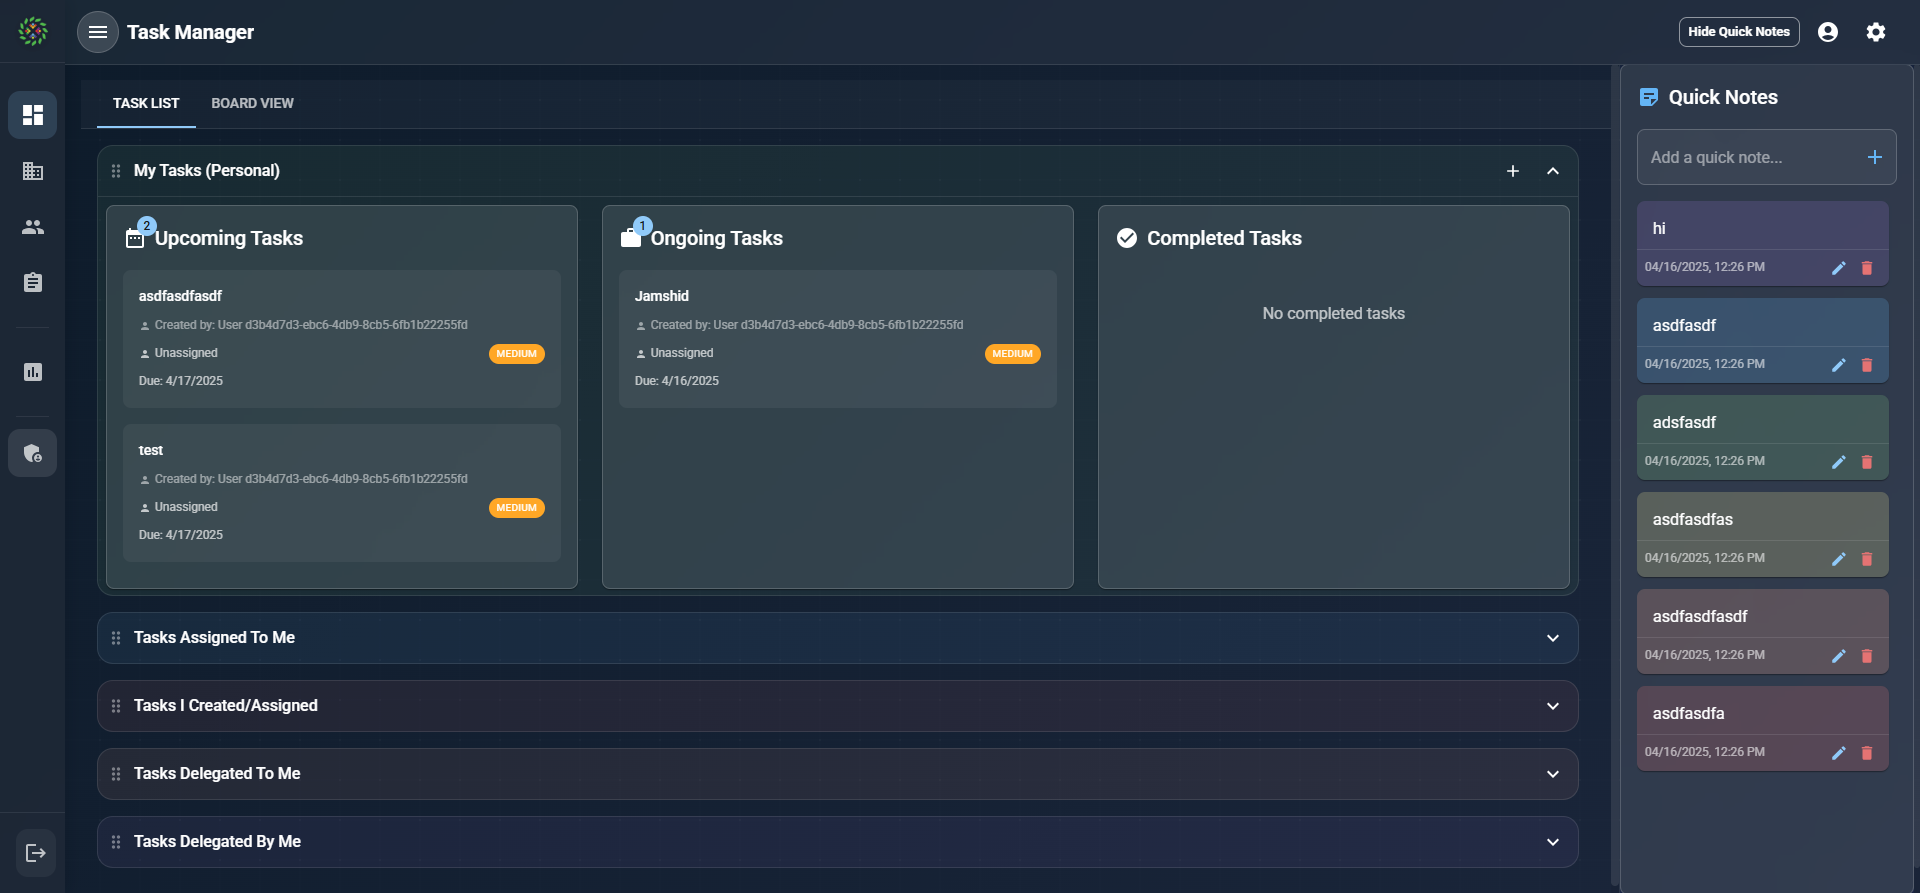 Task Manager
Hide Quick Notes
TASK LIST
BOARD VIEW
My Tasks (Personal)
2
Upcoming Tasks
asdfasdfasdf
Created by: User d3b4d7d3-ebc6-4db9-8cb5-6fb1b22255fd
Unassigned
MEDIUM
Due: 4/17/2025
test
Created by: User d3b4d7d3-ebc6-4db9-8cb5-6fb1b22255fd
Unassigned
MEDIUM
Due: 4/17/2025
1
Ongoing Tasks
Jamshid
Created by: User d3b4d7d3-ebc6-4db9-8cb5-6fb1b22255fd
Unassigned
MEDIUM
Due: 4/16/2025
Completed Tasks
No completed tasks
Tasks Assigned To Me
Tasks I Created/Assigned
Tasks Delegated To Me
Tasks Delegated By Me
Quick Notes
Add a quick note...
hi
04/16/2025, 12:26 PM
asdfasdf
04/16/2025, 12:26 PM
adsfasdf
04/16/2025, 12:26 PM
asdfasdfas
04/16/2025, 12:26 PM
asdfasdfasdf
04/16/2025, 12:26 PM
asdfasdfa
04/16/2025, 12:26 PM